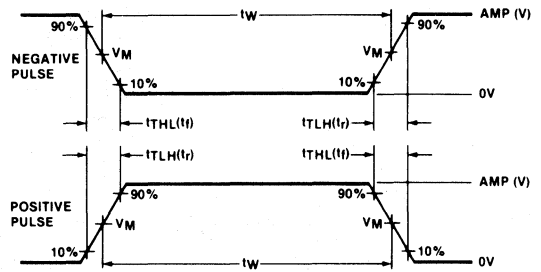 tW
90%
90%
AMP (V)
NEGATIVE
PULSE
VM
VM
10%
10%
0V
tTHL(tf)
tTLH(tr)
tTLH(tr)
tTHL(tf)
AMP (V)
POSITIVE
PULSE
90%
90%
VM
VM
10%
10%
0V
tW